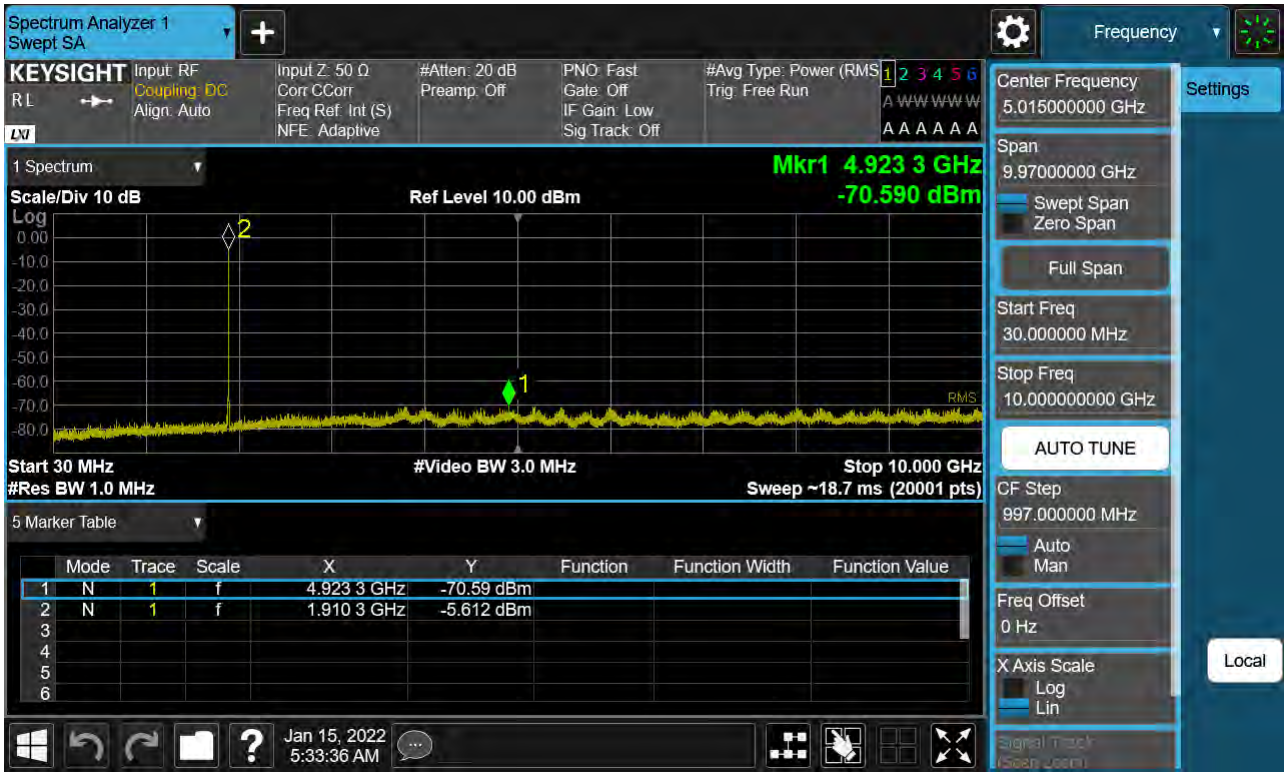 Spectrum Analyzer 1
Swept SA
Frequency
KEYSIGHT
RL
LXI
Input: RF
Coupling: DC
Align: Auto
Input Z: 50 Ω
Corr CCorr
Freq Ref: Int (S)
NFE: Adaptive
#Atten: 20 dB
Preamp: Off
PNO: Fast
Gate: Off
IF Gain: Low
Sig Track: Off
#Avg Type: Power (RMS
Trig: Free Run
1 2 3 4 5 6
A W W W W W
A A A A A A
1 Spectrum
Scale/Div 10 dB
Ref Level 10.00 dBm
Mkr1 4.923 3 GHz
-70.590 dBm
Log
0.00
-10.0
-20.0
-30.0
-40.0
-50.0
-60.0
-70.0
-80.0
2
1
RMS
Start 30 MHz
#Video BW 3.0 MHz
Stop 10.000 GHz
#Res BW 1.0 MHz
Sweep ~18.7 ms (20001 pts)
5 Marker Table
Mode Trace Scale X Y Function Function Width Function Value
1 N 1 f 4.923 3 GHz -70.59 dBm
2 N 1 f 1.910 3 GHz -5.612 dBm
3
4
5
6
Center Frequency
5.015000000 GHz
Settings
Span
9.97000000 GHz
Swept Span
Zero Span
Full Span
Start Freq
30.000000 MHz
Stop Freq
10.000000000 GHz
AUTO TUNE
CF Step
997.000000 MHz
Auto
Man
Freq Offset
0 Hz
X Axis Scale
Log
Lin
Local
Signal Track
(Span Zoom)
?
Jan 15, 2022
5:33:36 AM